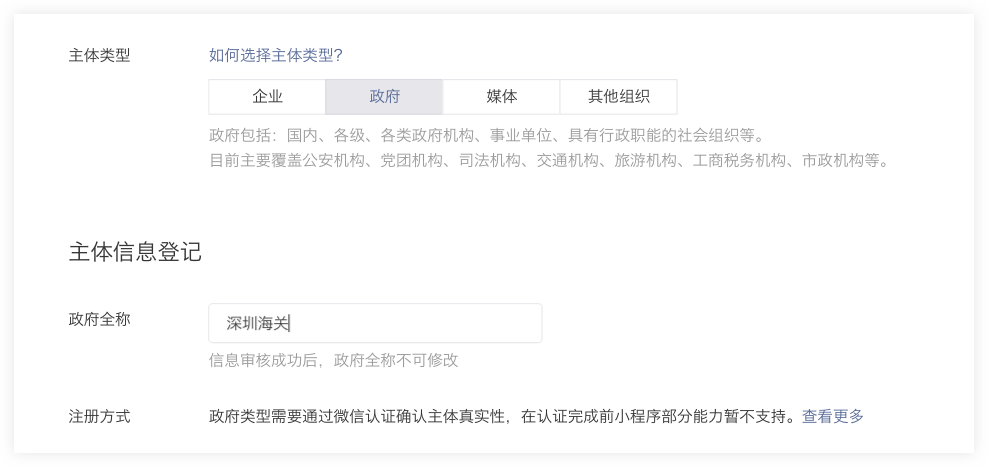 主体类型
如何选择主体类型?
企业 政府 媒体 其他组织
政府包括：国内、各级、各类政府机构、事业单位、具有行政职能的社会组织等。
目前主要覆盖公安机构、党团机构、司法机构、交通机构、旅游机构、工商税务机构、市政机构等。
主体信息登记
政府全称
深圳海关
信息审核成功后，政府全称不可修改
注册方式
政府类型需要通过微信认证确认主体真实性，在认证完成前小程序部分能力暂不支持。查看更多